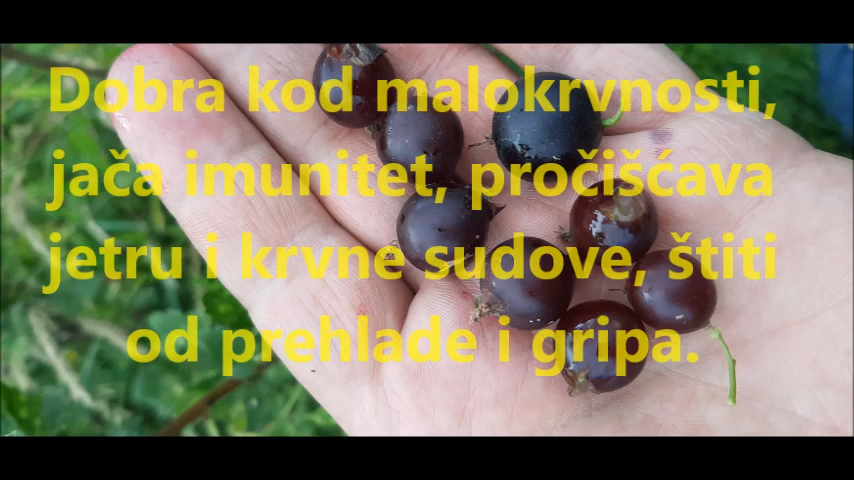 Dobra kod malokrvnosti,
jača imunitet, pročišćava
jetru i krvne sudove, štiti
od prehlade i gripa.